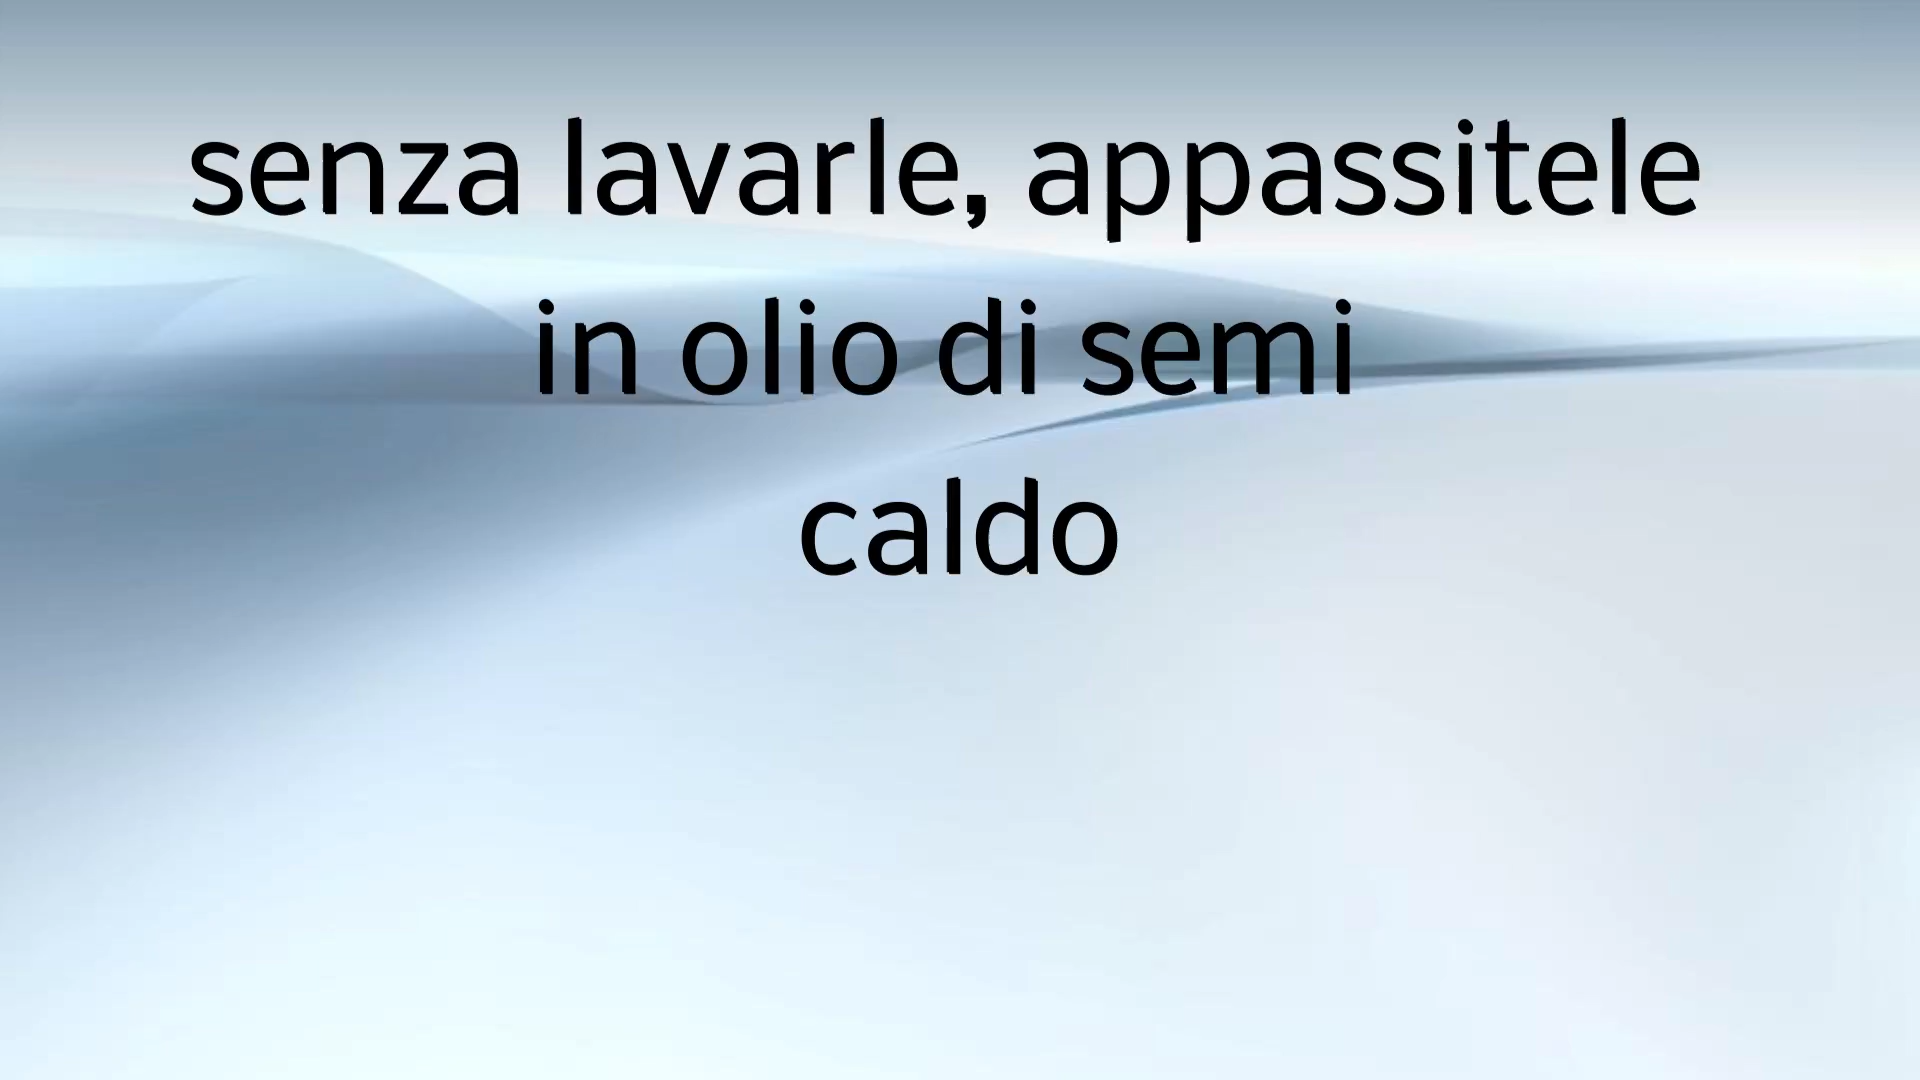 senza lavarle, appassitele
in olio di semi
caldo